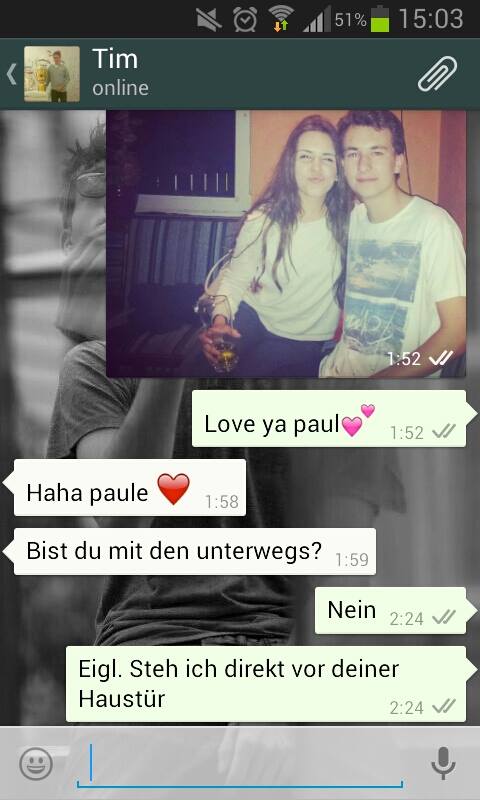 51% 15:03
Tim
online
1:52
Love ya paul💕 1:52
Haha paule ❤ 1:58
Bist du mit den unterwegs? 1:59
Nein 2:24
Eigl. Steh ich direkt vor deiner
Haustür 2:24